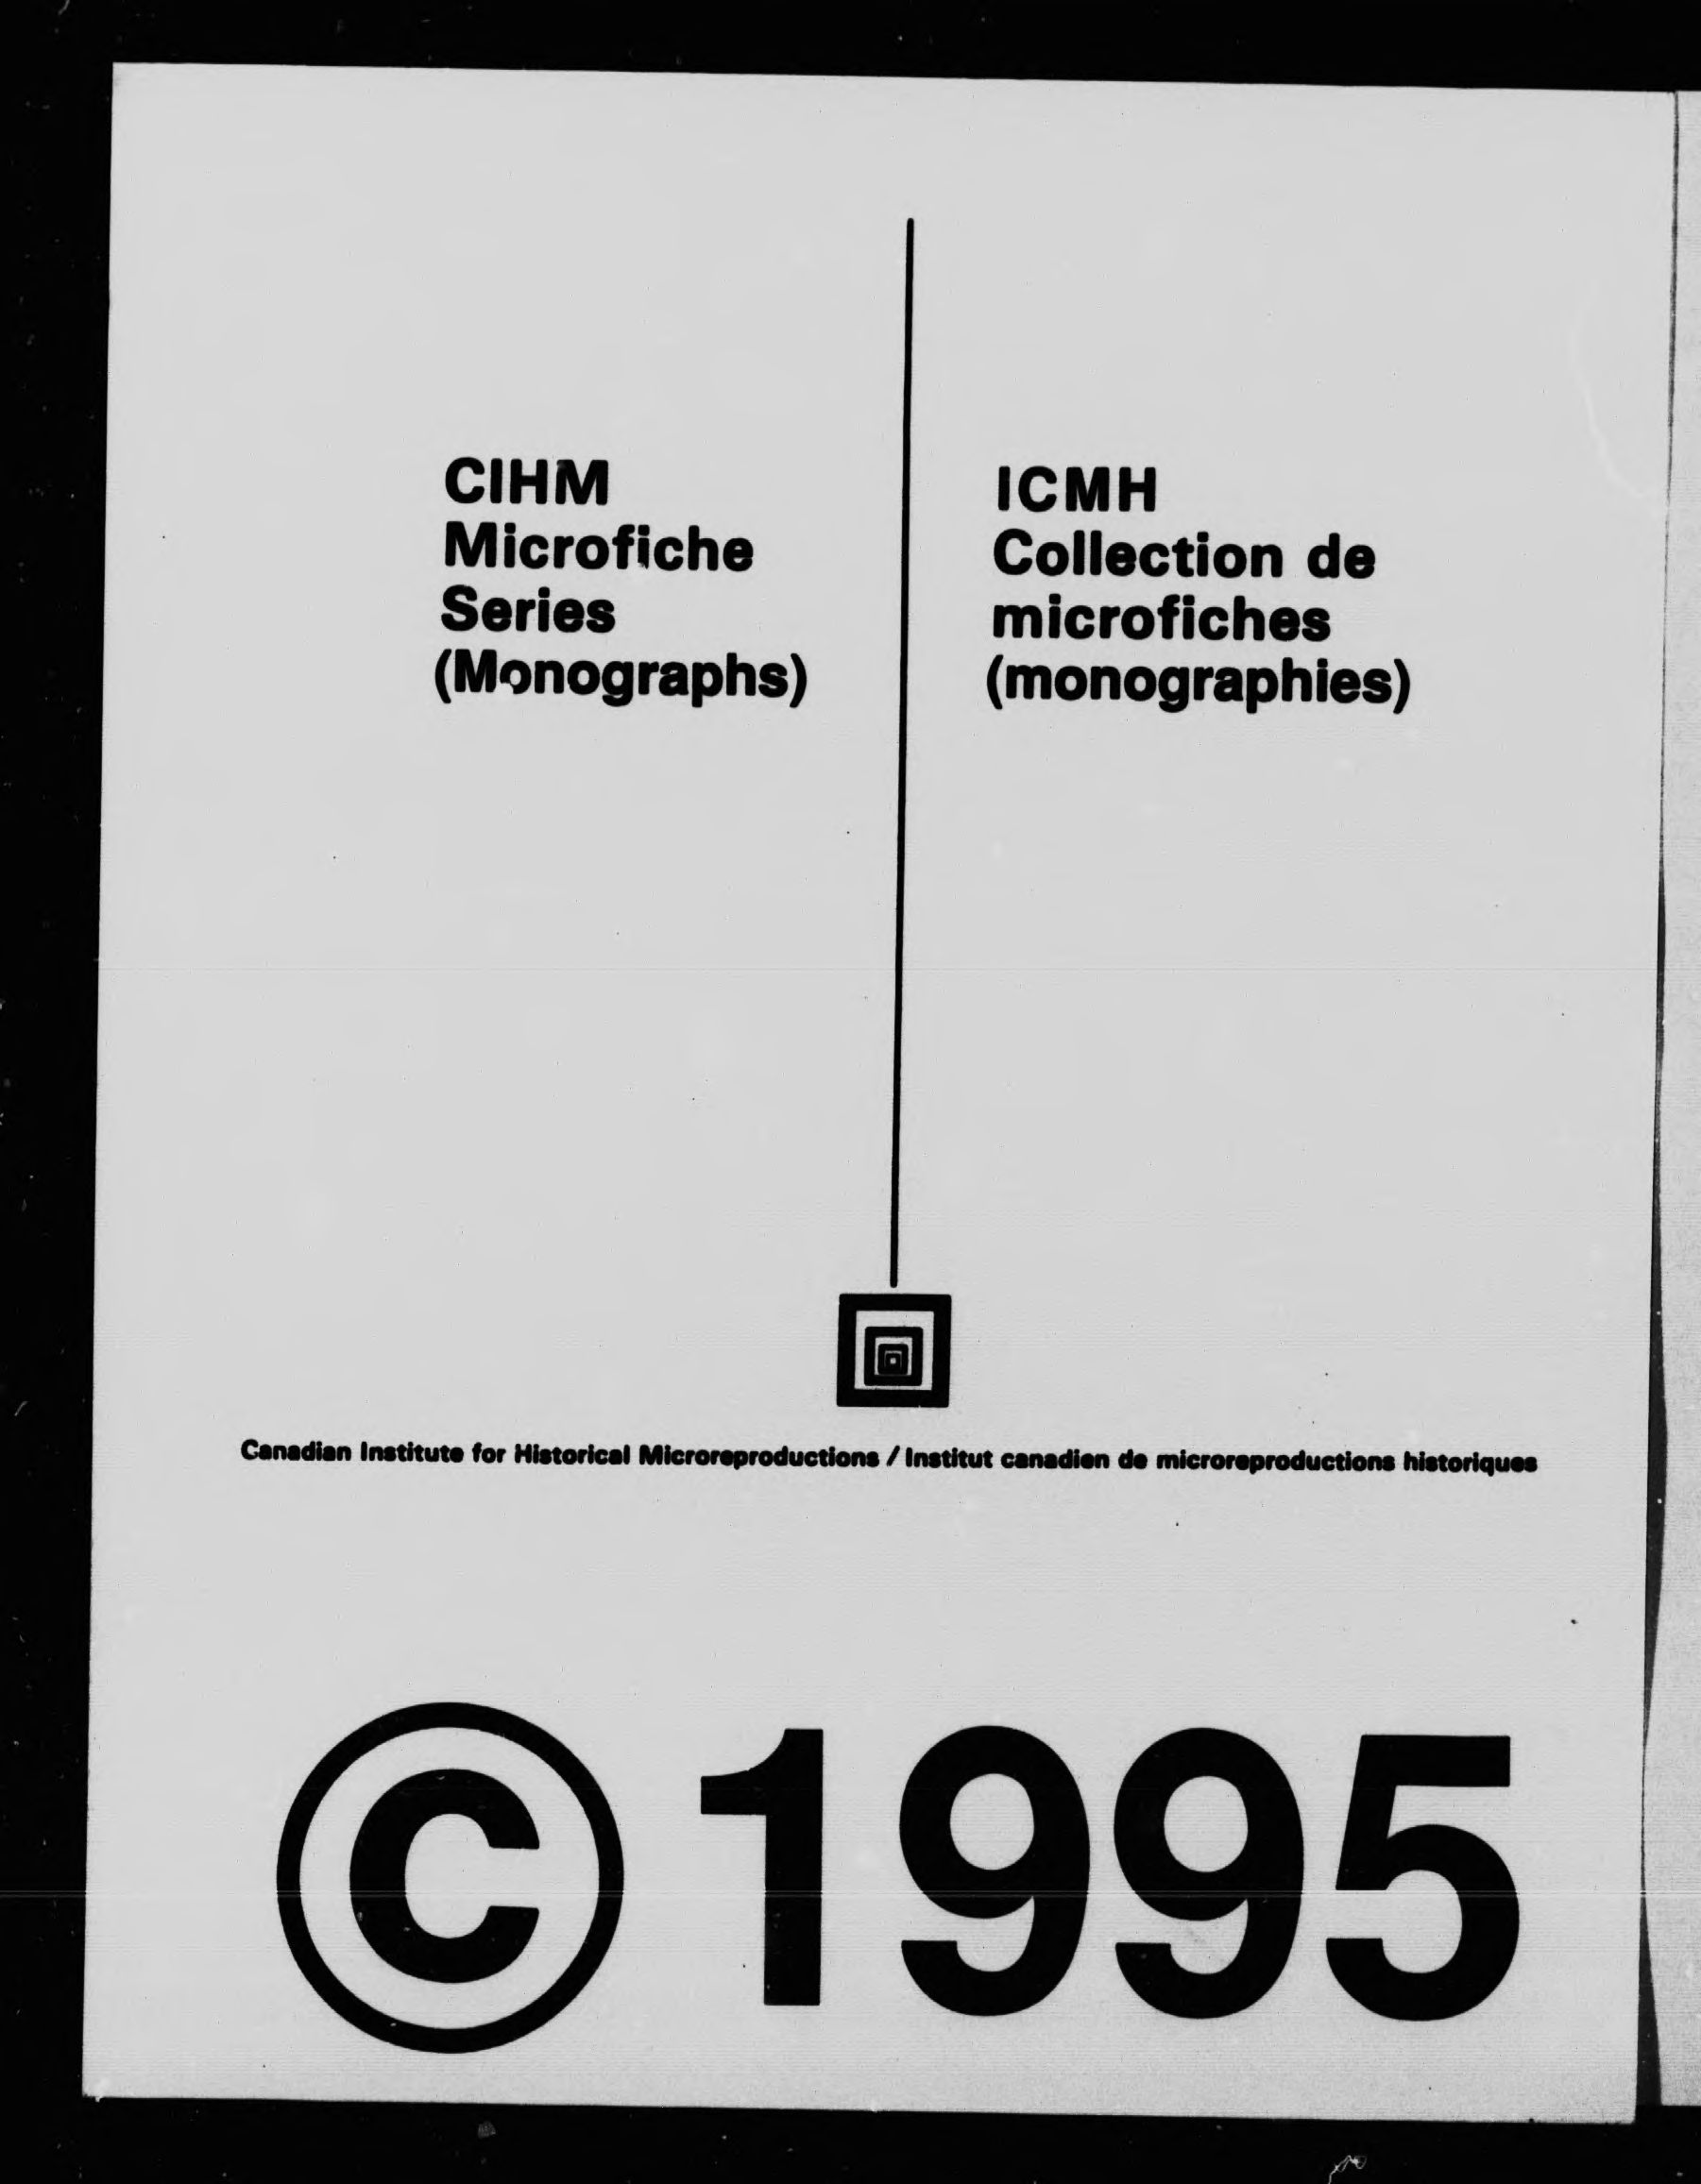 CIHM
Microfiche
Series
(Monographs)
ICMH
Collection de
microfiches
(monographies)
Canadian Institute for Historical Microreproductions / Institut canadien de microreproductions historiques
© 1995